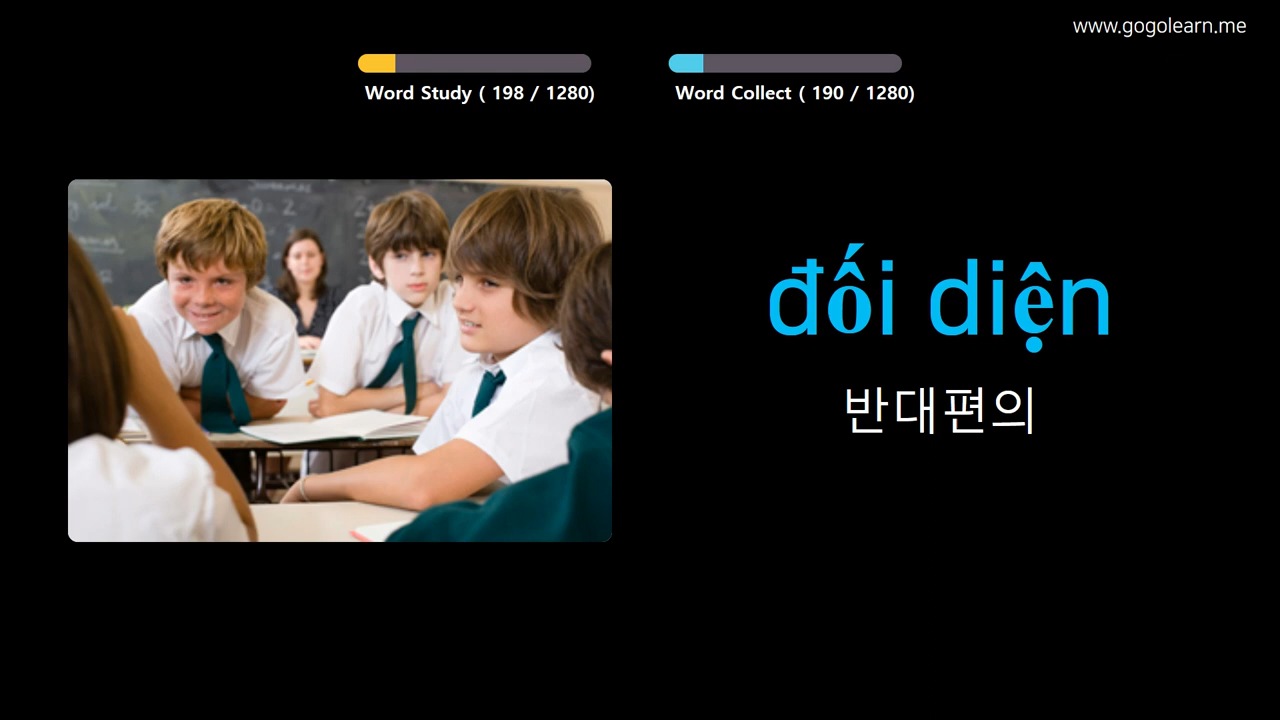 www.gogolearn.me
Word Study ( 198 / 1280)
Word Collect ( 190 / 1280)
đối diện
반대편의